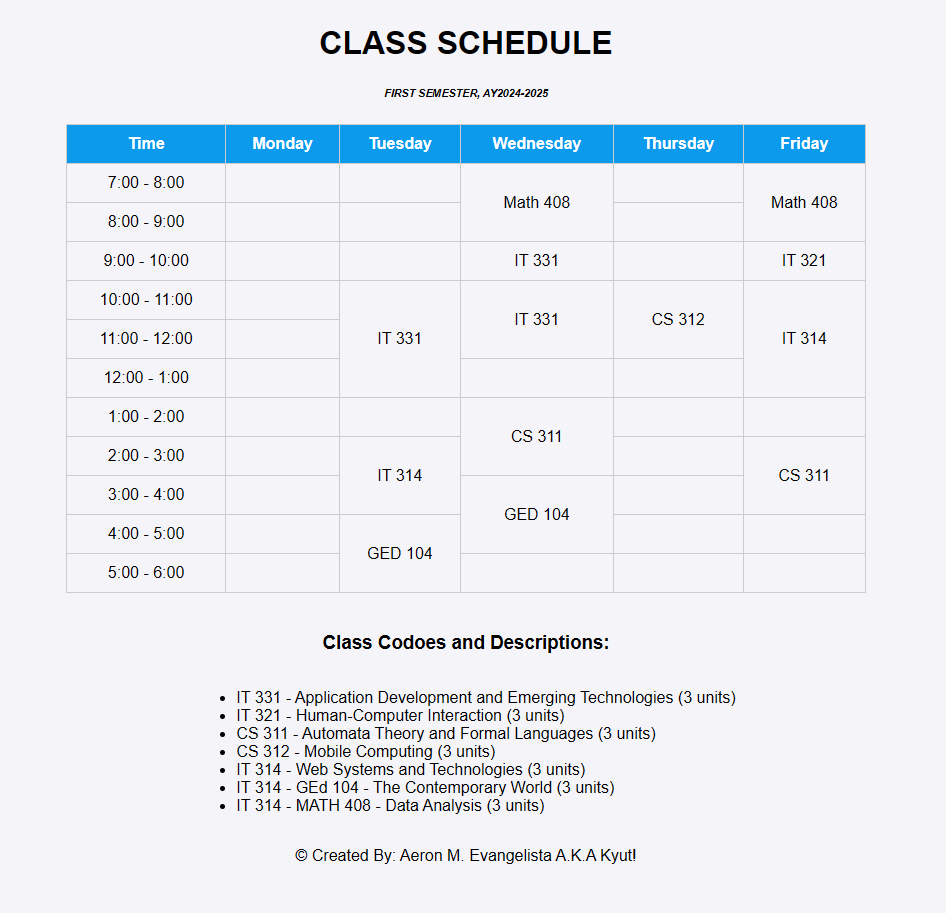 CLASS SCHEDULE
FIRST SEMESTER, AY2024-2025
Time Monday Tuesday Wednesday Thursday Friday
7:00 - 8:00 Math 408 Math 408
8:00 - 9:00
9:00 - 10:00 IT 331 IT 321
10:00 - 11:00 IT 331 IT 331 CS 312 IT 314
11:00 - 12:00
12:00 - 1:00
1:00 - 2:00 CS 311
2:00 - 3:00 IT 314 CS 311
3:00 - 4:00 GED 104
4:00 - 5:00 GED 104
5:00 - 6:00
Class Codoes and Descriptions:
• IT 331 - Application Development and Emerging Technologies (3 units)
• IT 321 - Human-Computer Interaction (3 units)
• CS 311 - Automata Theory and Formal Languages (3 units)
• CS 312 - Mobile Computing (3 units)
• IT 314 - Web Systems and Technologies (3 units)
• IT 314 - GEd 104 - The Contemporary World (3 units)
• IT 314 - MATH 408 - Data Analysis (3 units)
© Created By: Aeron M. Evangelista A.K.A Kyut!